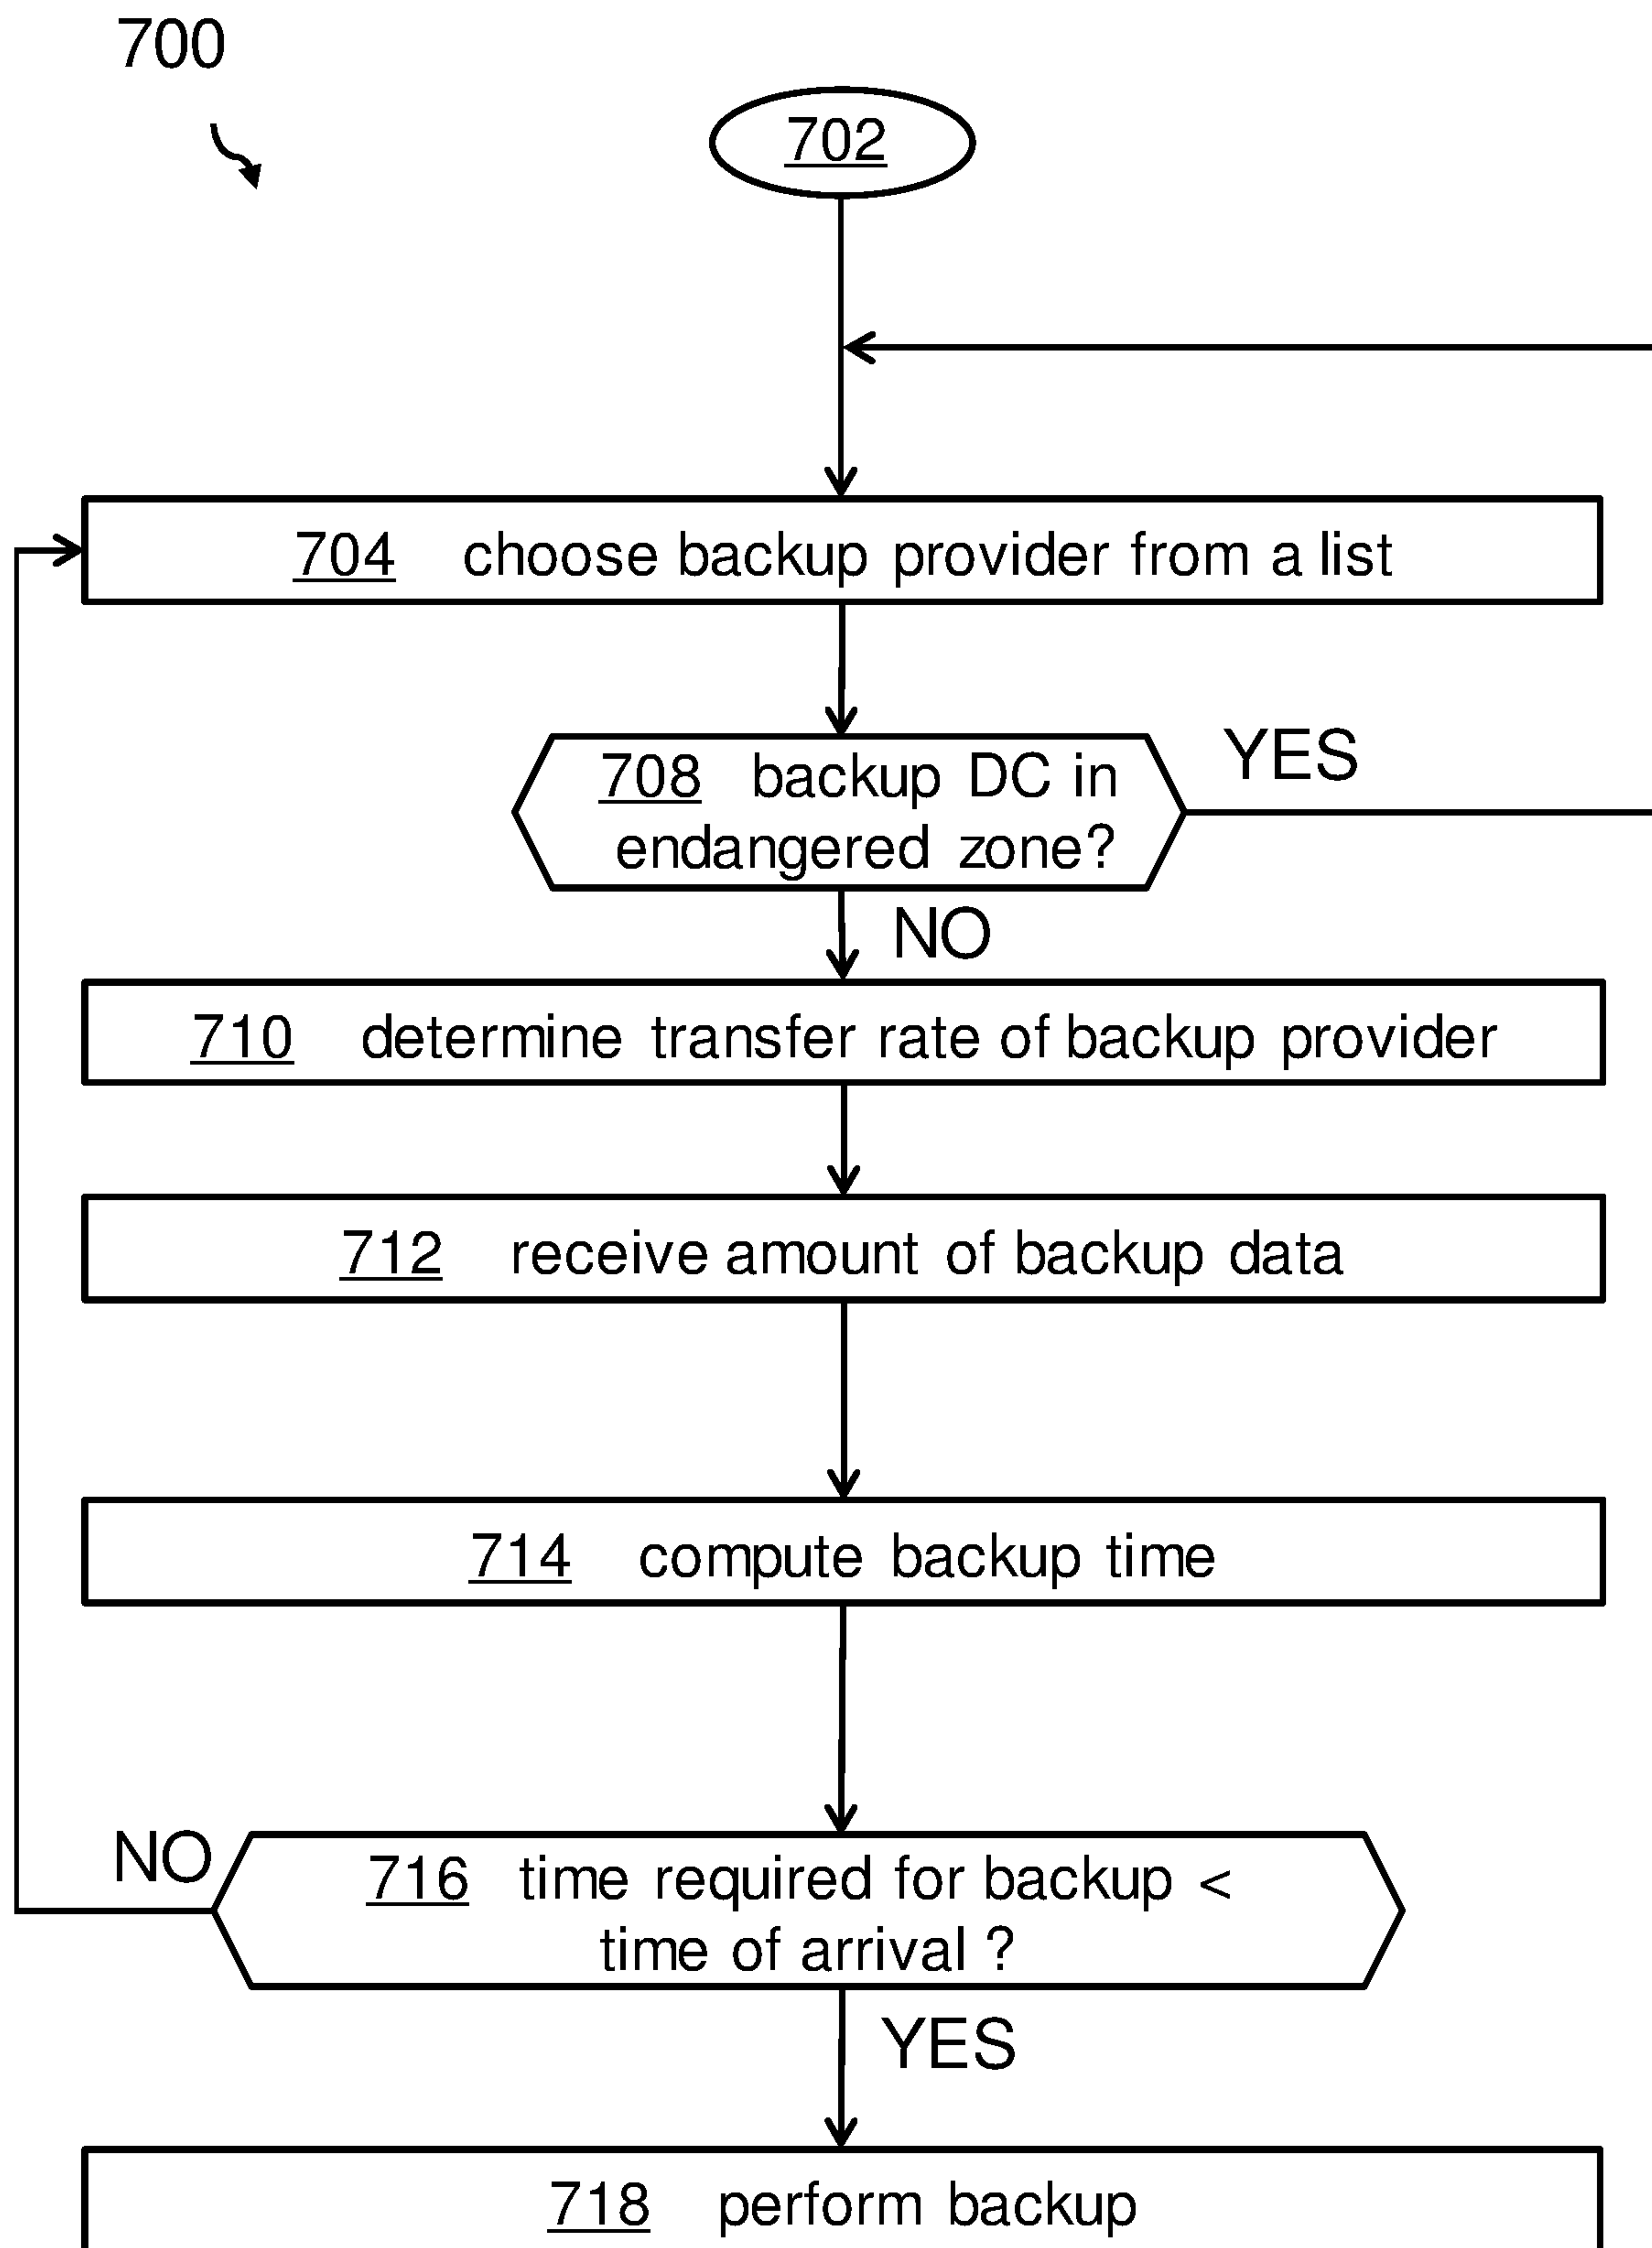 700
702
704 choose backup provider from a list
708 backup DC in
endangered zone?
YES
NO
710 determine transfer rate of backup provider
712 receive amount of backup data
714 compute backup time
NO
716 time required for backup <
time of arrival ?
YES
718 perform backup